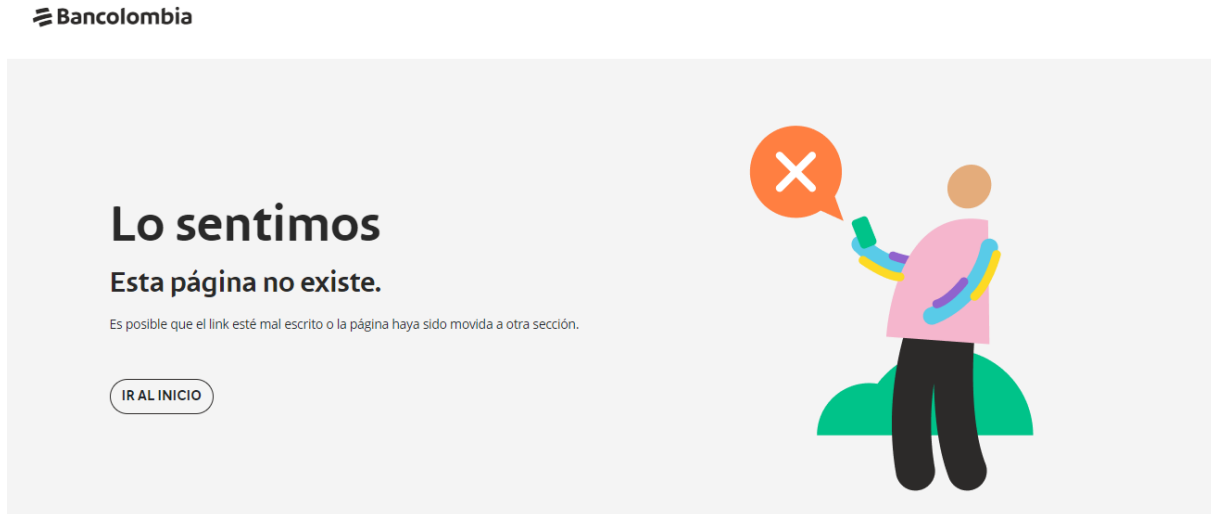 Bancolombia
Lo sentimos
Esta página no existe.
Es posible que el link esté mal escrito o la página haya sido movida a otra sección.
IR AL INICIO